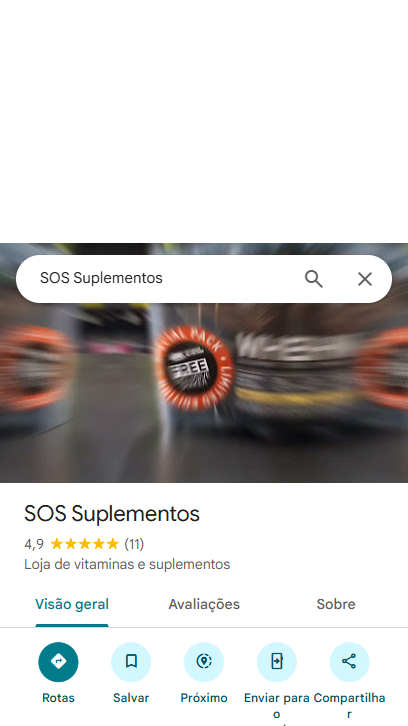 SOS Suplementos
FREE
SOS Suplementos
4,9 (11)
Loja de vitaminas e suplementos
Visão geral Avaliações Sobre
Rotas Salvar Próximo Enviar para o Compartilhar